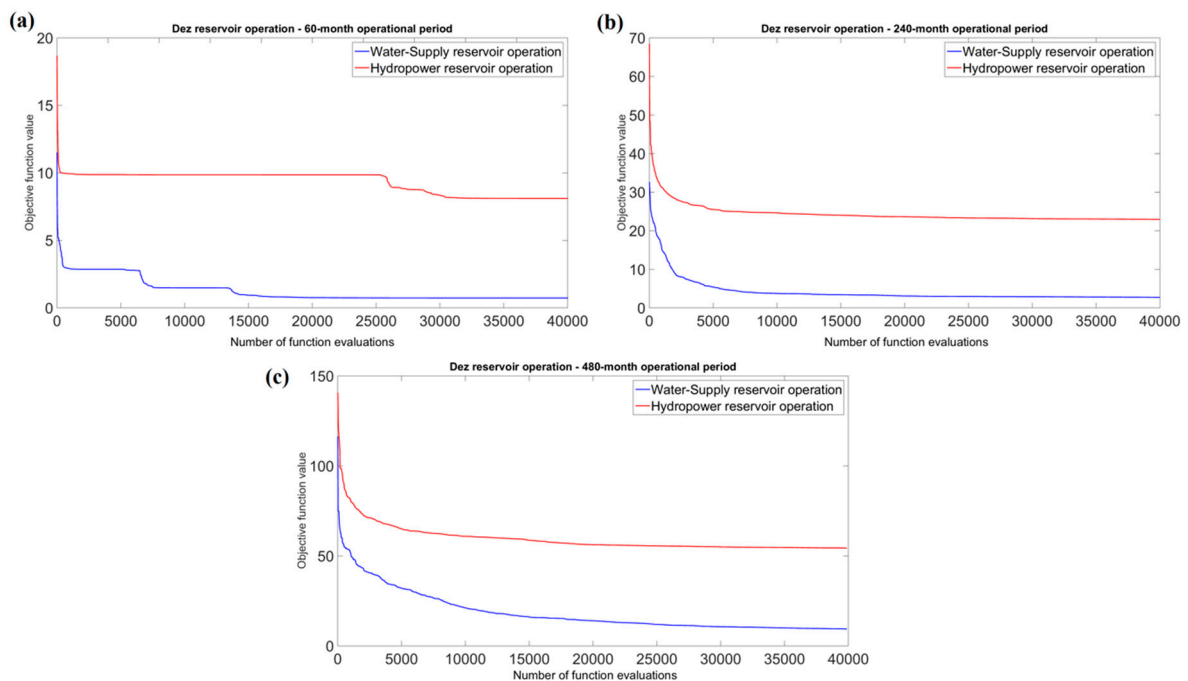 (a)
Dez reservoir operation - 60-month operational period
Water-Supply reservoir operation
Hydropower reservoir operation
Objective function value
20
15
10
5
0
0 5000 10000 15000 20000 25000 30000 35000 40000
Number of function evaluations
(b)
Dez reservoir operation - 240-month operational period
Water-Supply reservoir operation
Hydropower reservoir operation
Objective function value
70
60
50
40
30
20
10
0
0 5000 10000 15000 20000 25000 30000 35000 40000
Number of function evaluations
(c)
Dez reservoir operation - 480-month operational period
Water-Supply reservoir operation
Hydropower reservoir operation
Objective function value
150
100
50
0
0 5000 10000 15000 20000 25000 30000 35000 40000
Number of function evaluations